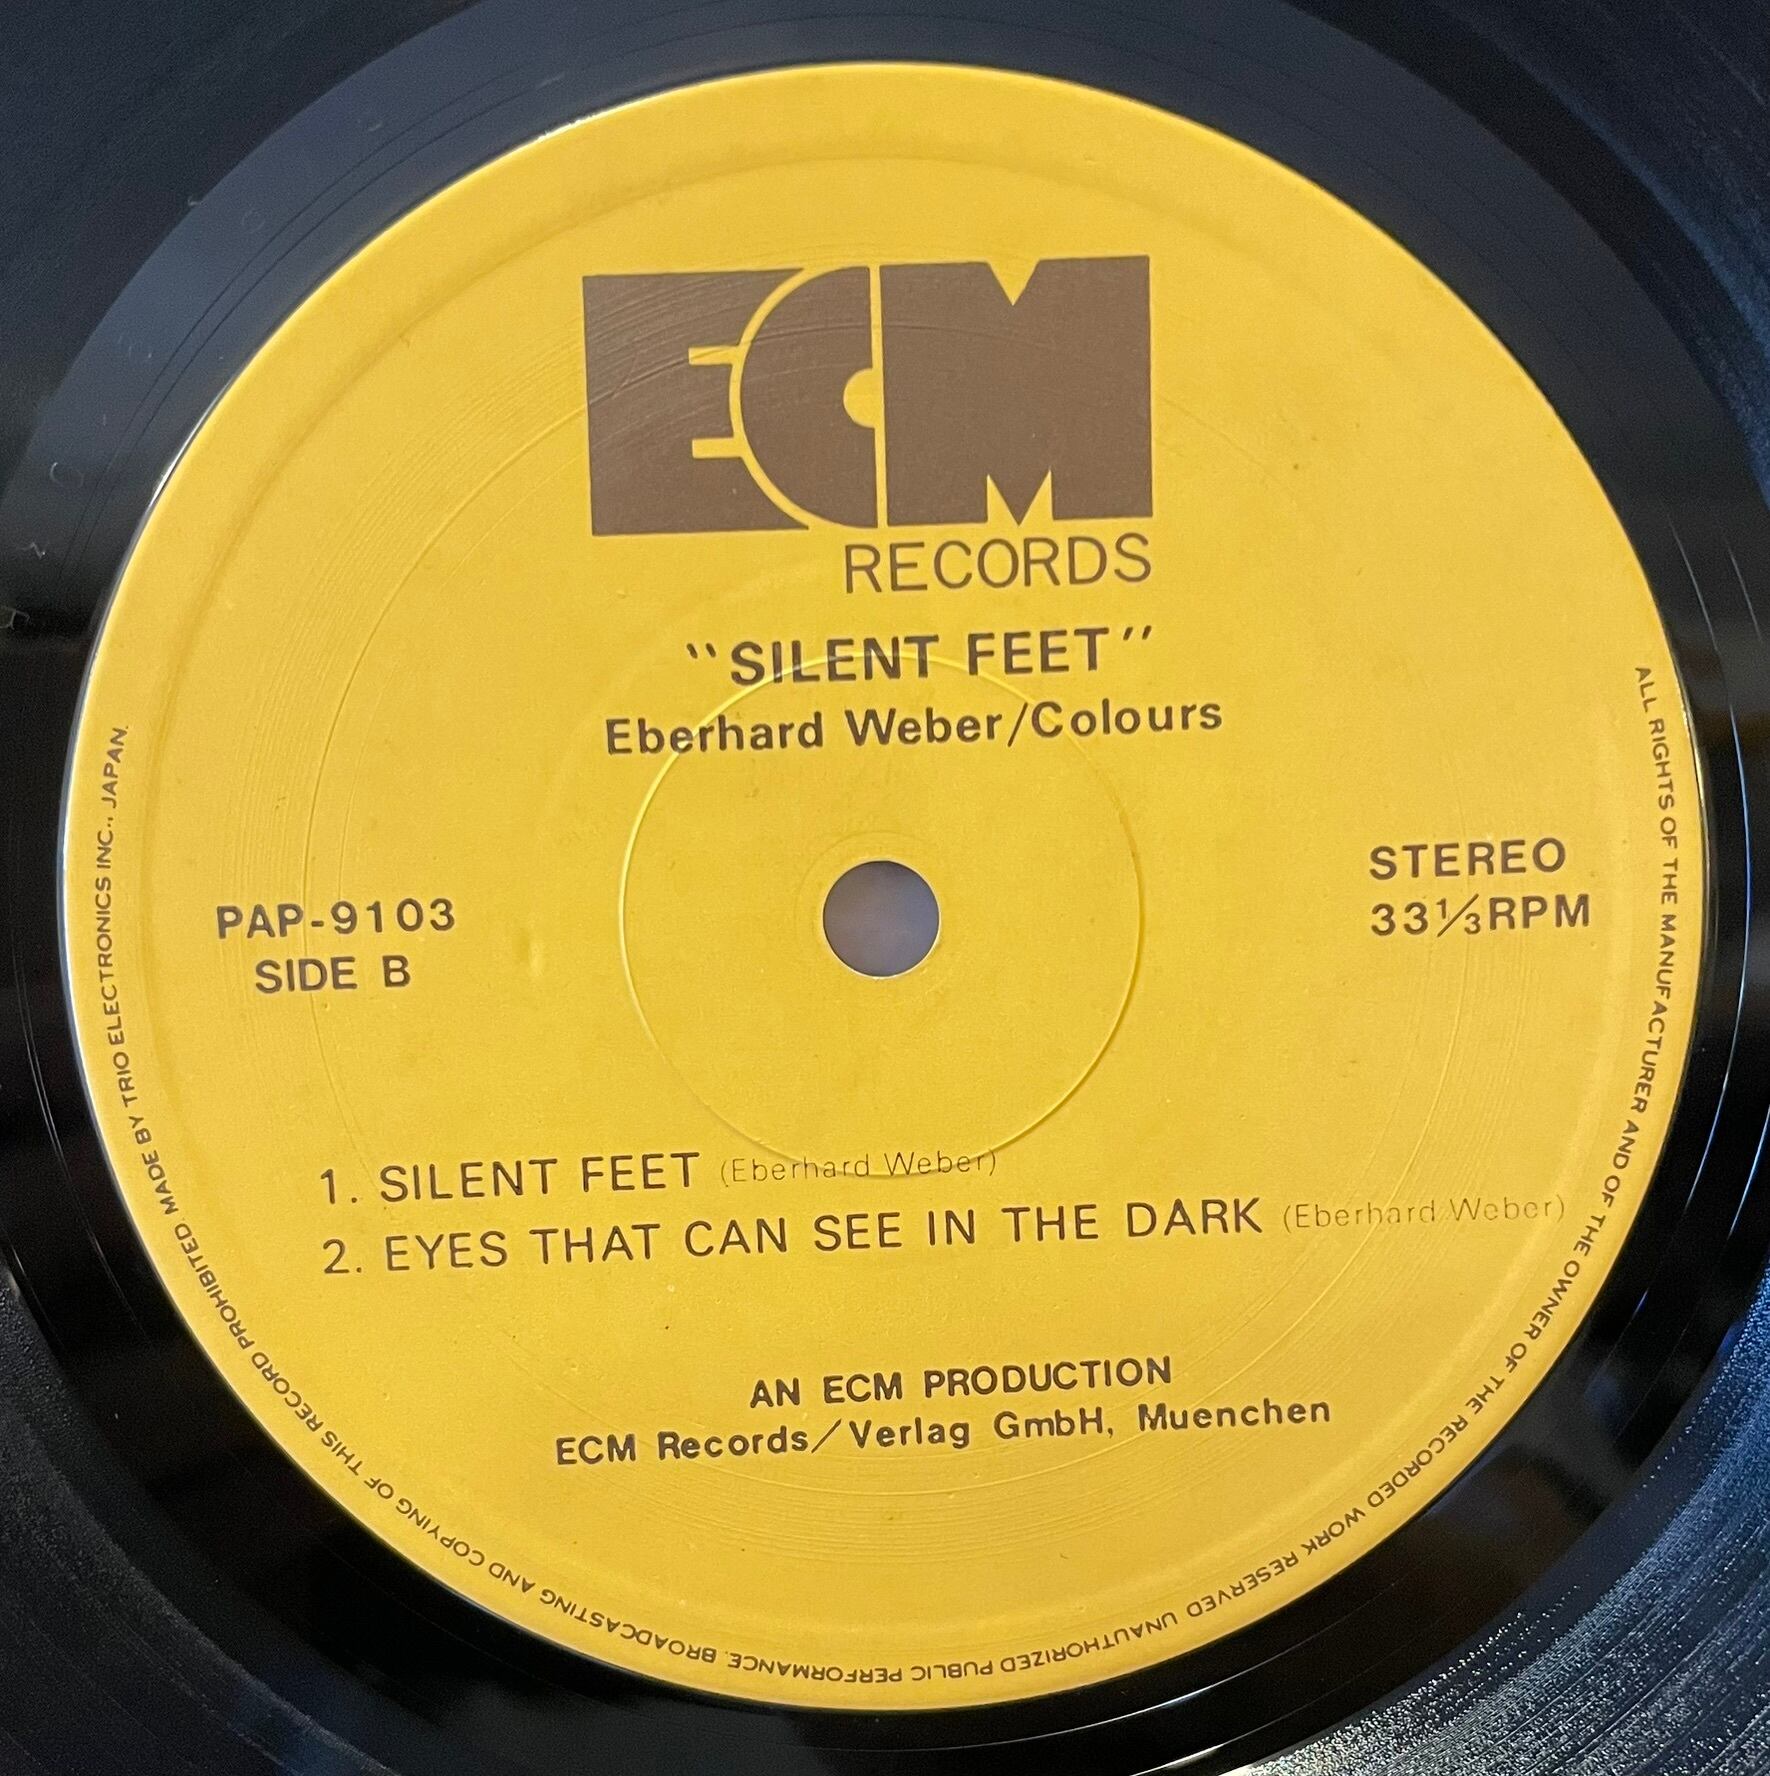 ECM
RECORDS
"SILENT FEET"
Eberhard Weber/Colours
PAP-9103
SIDE B
STEREO
33⅓RPM
1. SILENT FEET (Eberhard Weber)
2. EYES THAT CAN SEE IN THE DARK (Eberhard Weber)
AN ECM PRODUCTION
ECM Records/Verlag GmbH, Muenchen
ALL RIGHTS OF THE MANUFACTURER AND OF THE OWNER OF THE RECORDED WORK RESERVED UNAUTHORIZED PUBLIC PERFORMANCE. BROADCASTING AND COPYING OF THIS RECORD PROHIBITED. MADE BY TRIO ELECTRONICS INC., JAPAN.